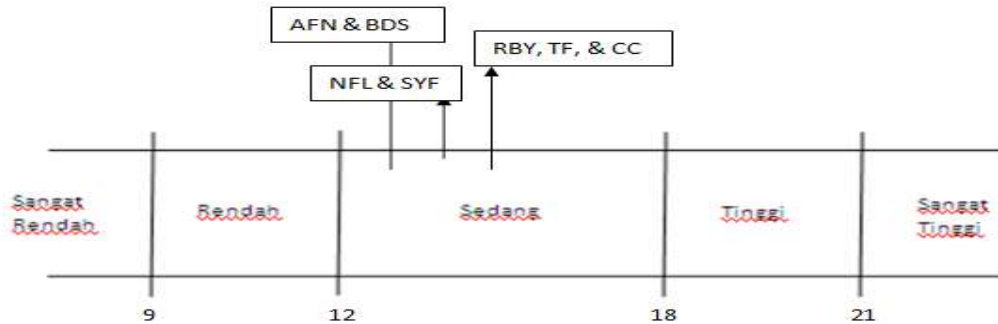 AFN & BDS
RBY, TF, & CC
NFL & SYF
Sangat
Rendah
Rendah
Sedang
Tinggi
Sangat
Tinggi
9
12
18
21